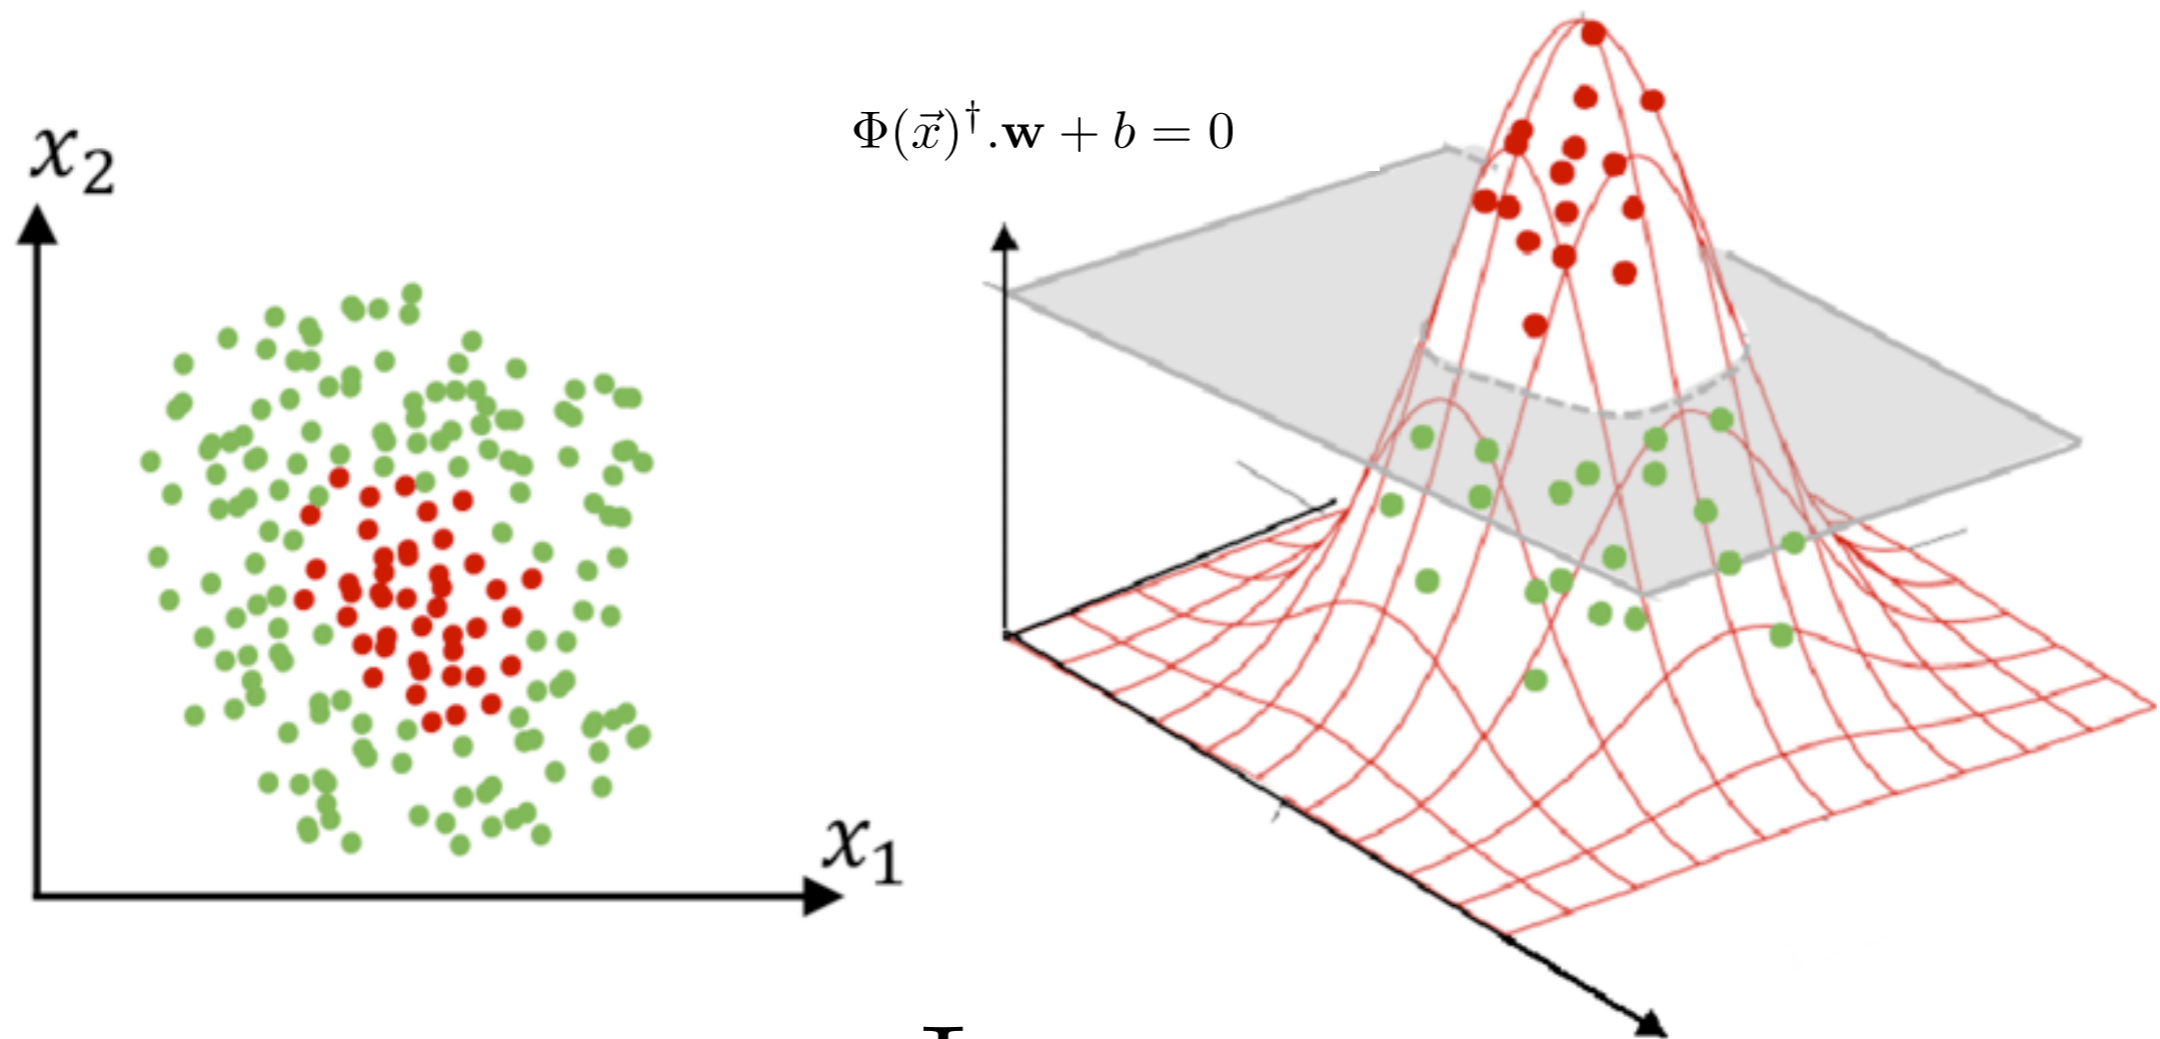 x₂
Φ(x⃗)†.w + b = 0
x₁